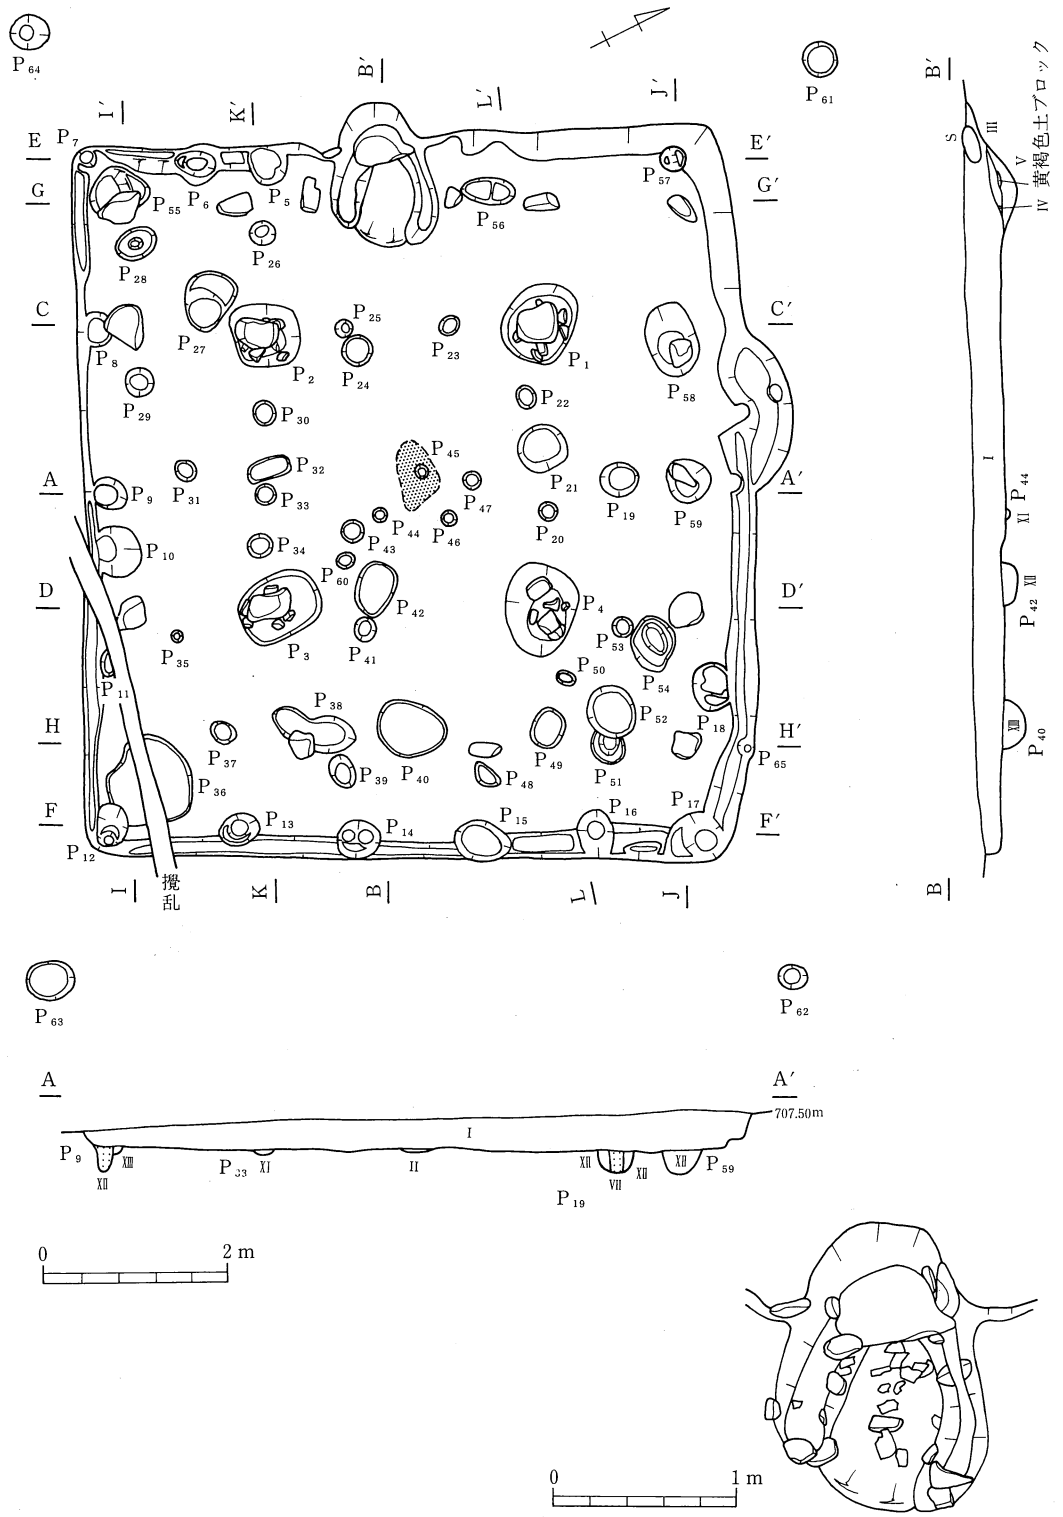 P64
P61
B′
J′
L′
K′
I′
B′
E
P7
E′
G
P55
P6
P5
P56
P57
G′
P28
P26
C
P8
P27
P2
P25
P24
P23
P1
P58
C′
P29
P30
P22
P21
A
P9
P31
P32
P33
P45
P47
P44
P46
P43
P20
P19
P59
A′
P10
P34
P60
D
P11
P35
P3
P42
P41
P4
P53
P54
P50
D′
H
P37
P38
P39
P40
P48
P49
P52
P51
P18
H′
P65
P36
F
P12
P13
P14
P15
P16
P17
F′
I
攪乱
K
B
L
J
S
III
V
IV
黄褐色土ブロック
I
XI
P44
XII
P42
XIII
P40
B
P63
P62
A
A′
707.50m
I
P9
XII
XIII
P33
XI
II
XII
VII
XII
P19
XII
P59
0 2 m
0 1 m